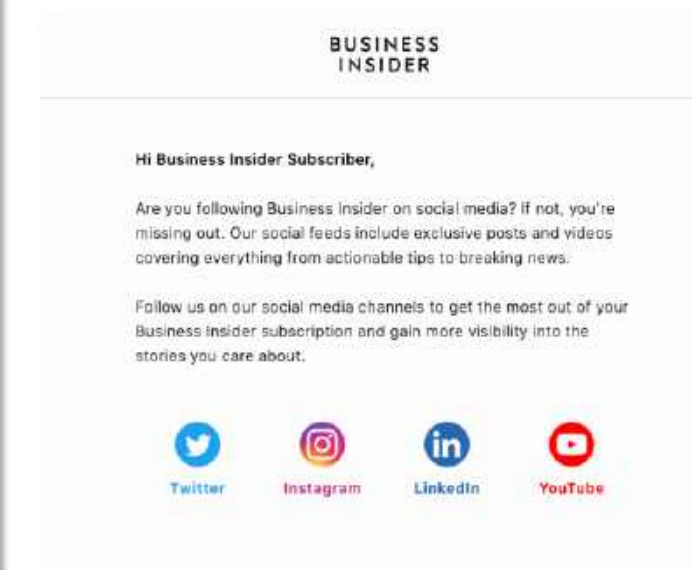 BUSINESS
INSIDER
Hi Business Insider Subscriber,
Are you following Business Insider on social media? If not, you're
missing out. Our social feeds include exclusive posts and videos
covering everything from actionable tips to breaking news.
Follow us on our social media channels to get the most out of your
Business Insider subscription and gain more visibility into the
stories you care about.
in
Twitter Instagram LinkedIn YouTube